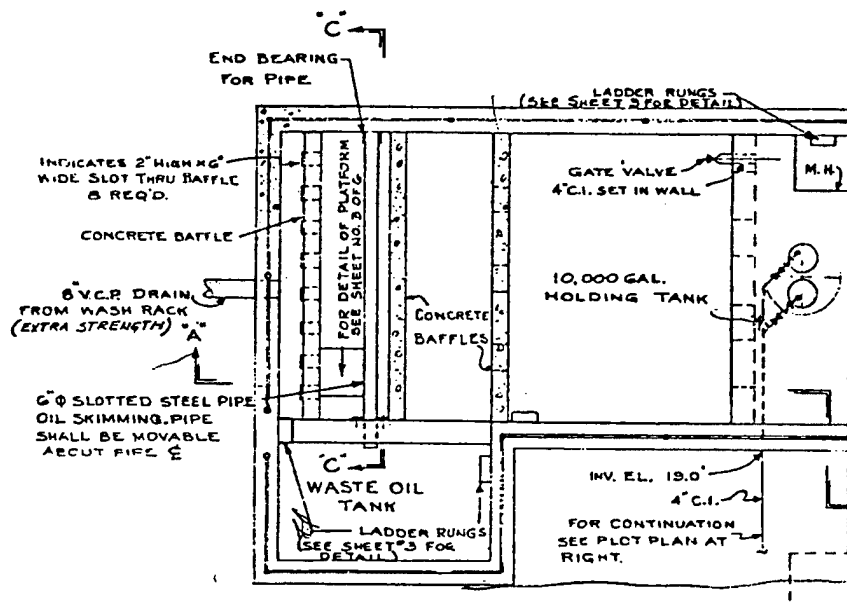 "C"
END BEARING
FOR PIPE
LADDER RUNGS
(SEE SHEET 3 FOR DETAIL)
INDICATES 2" HIGH x 6"
WIDE SLOT THRU BAFFLE
8 REQ'D.
GATE VALVE
4" C.I. SET IN WALL
M.H.
CONCRETE BAFFLE
FOR DETAIL OF PLATFORM
SEE SHEET NO. 3 OF 6
8" V.C.P. DRAIN
FROM WASH RACK
(EXTRA STRENGTH)
"A"
10,000 GAL.
HOLDING TANK
CONCRETE
BAFFLES
6" Φ SLOTTED STEEL PIPE
OIL SKIMMING. PIPE
SHALL BE MOVABLE
ABOUT PIPE ℄
"C"
WASTE OIL
TANK
INV. EL. 19.0'
4" C.I.
LADDER RUNGS
(SEE SHEET #3 FOR
DETAIL)
FOR CONTINUATION
SEE PLOT PLAN AT
RIGHT.